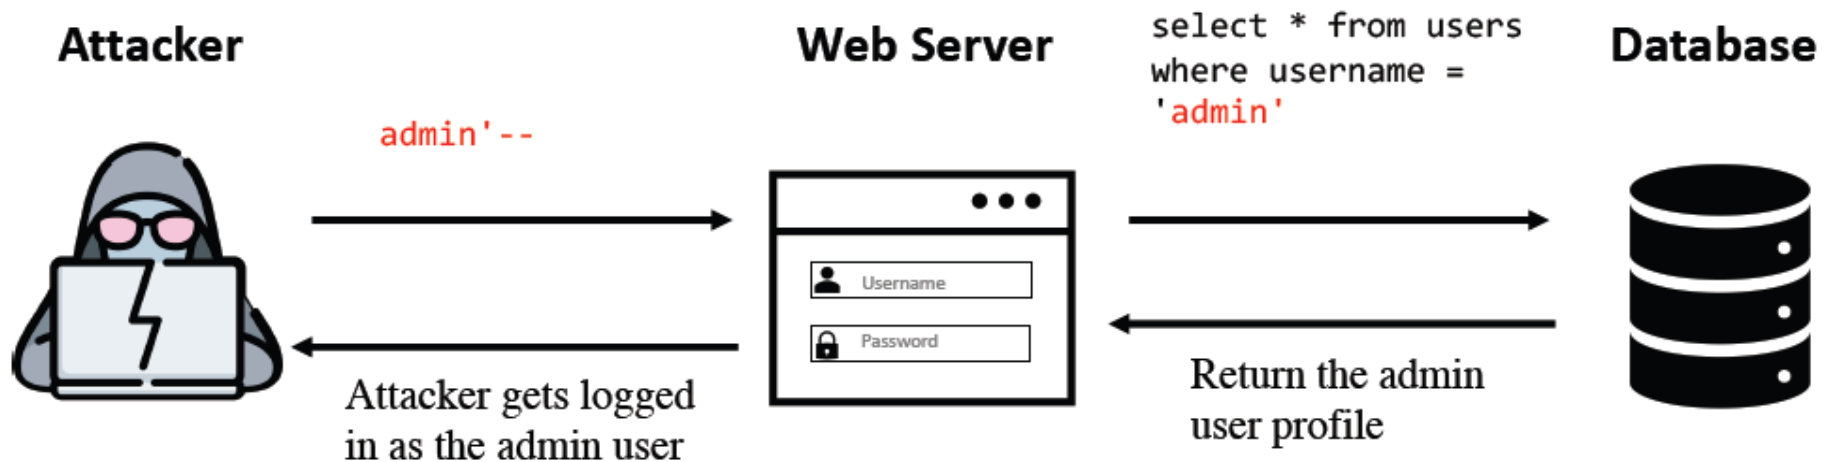 Attacker
Web Server
select * from users
where username =
'admin'
Database
admin'--
Username
Password
Attacker gets logged
in as the admin user
Return the admin
user profile